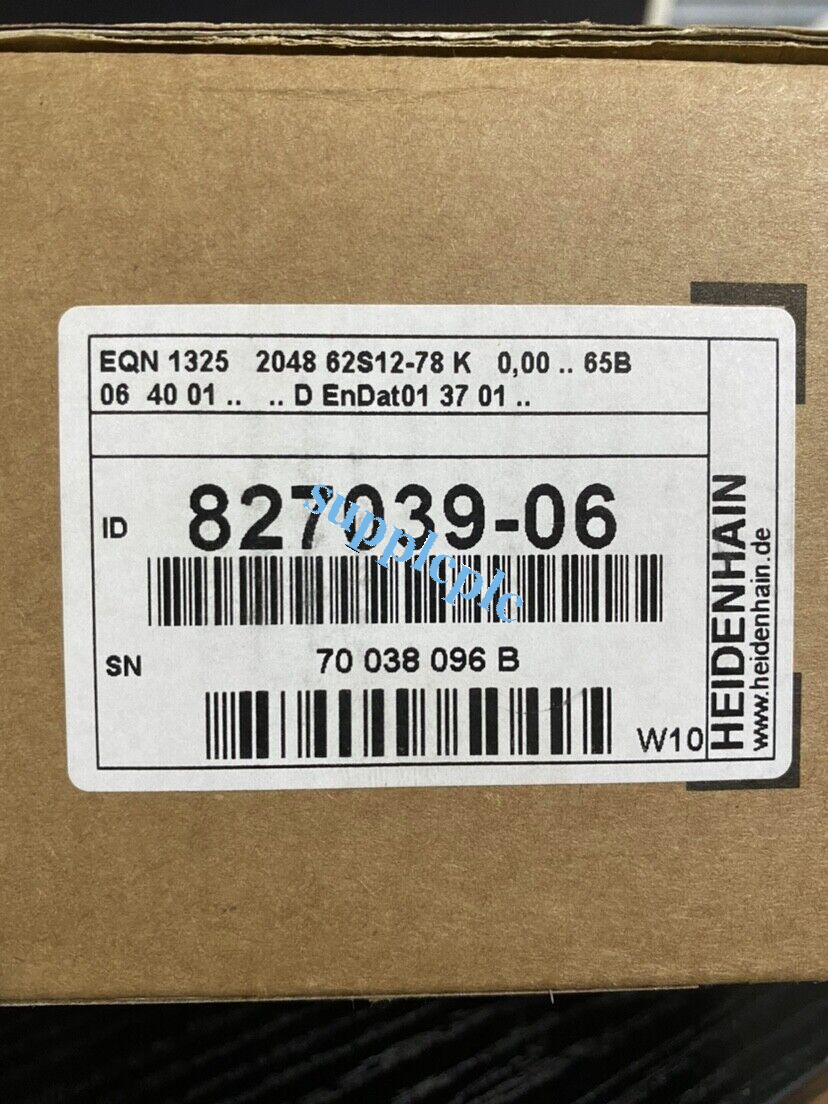 EQN 1325 2048 62S12-78 K 0,00 .. 65B
06 40 01 .. .. D EnDat01 37 01 ..
ID 827039-06
SN 70 038 096 B
W10
HEIDENHAIN
www.heidenhain.de
supplcplc